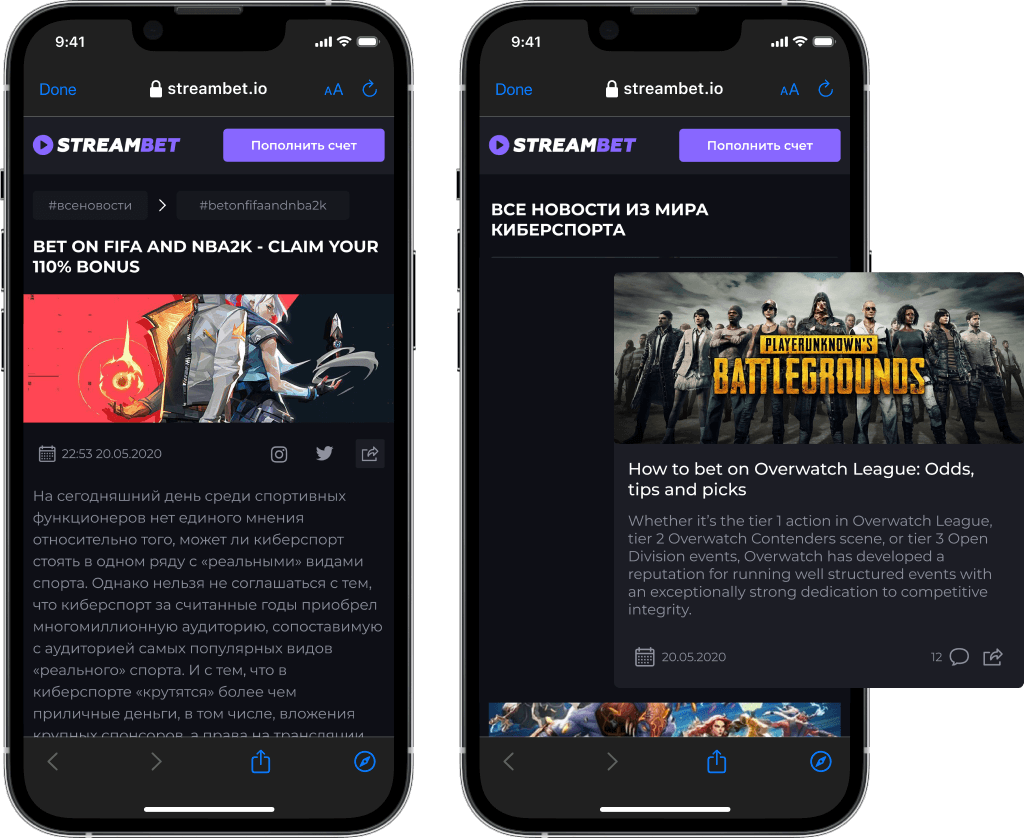 9:41
Done
streambet.io
AA
STREAMBET
Пополнить счет
#всеновости
#betonfifaandnba2k
BET ON FIFA AND NBA2K - CLAIM YOUR
110% BONUS
22:53 20.05.2020
На сегодняшний день среди спортивных
функционеров нет единого мнения
относительно того, может ли киберспорт
стоять в одном ряду с «реальными» видами
спорта. Однако нельзя не соглашаться с тем,
что киберспорт за считанные годы приобрел
многомиллионную аудиторию, сопоставимую
с аудиторией самых популярных видов
«реального» спорта. И с тем, что в
киберспорте «крутятся» более чем
приличные деньги, в том числе, вложения
крупных спонсоров, а права на трансляции
9:41
Done
streambet.io
AA
STREAMBET
Пополнить счет
ВСЕ НОВОСТИ ИЗ МИРА
КИБЕРСПОРТА
PLAYERUNKNOWN'S
BATTLEGROUNDS
How to bet on Overwatch League: Odds,
tips and picks
Whether it's the tier 1 action in Overwatch League,
tier 2 Overwatch Contenders scene, or tier 3 Open
Division events, Overwatch has developed a
reputation for running well structured events with
an exceptionally strong dedication to competitive
integrity.
20.05.2020
12